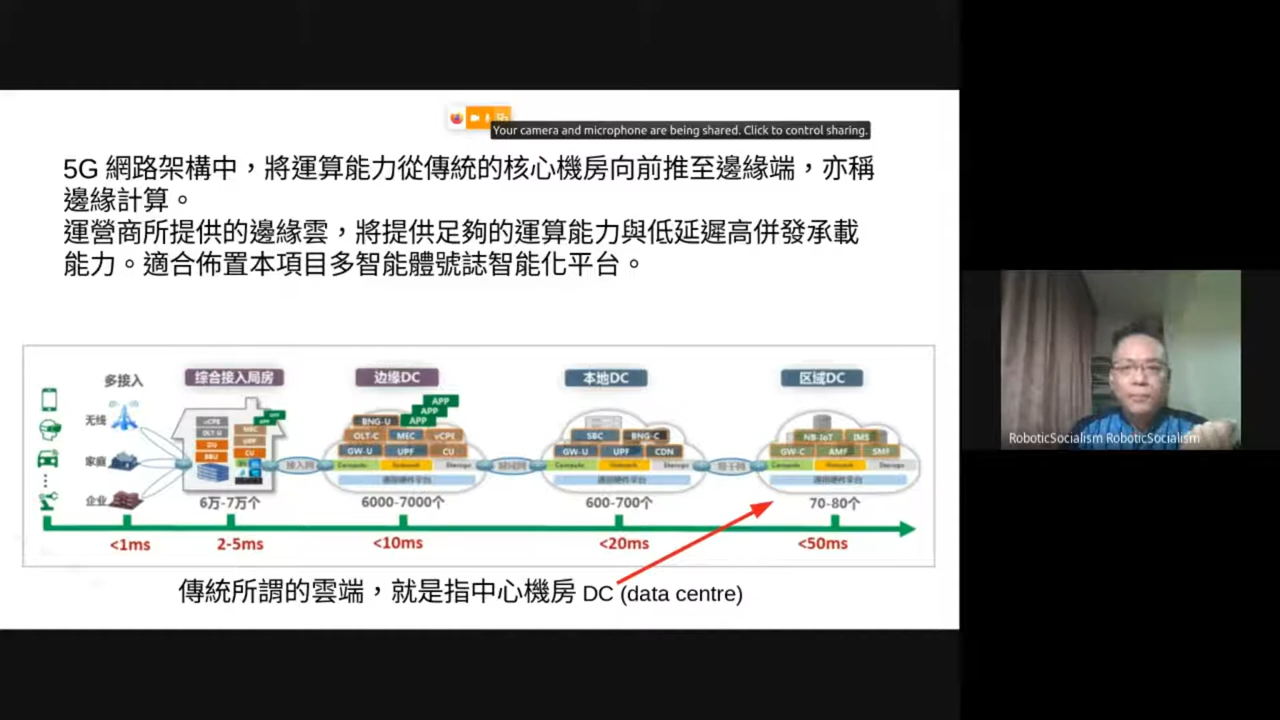 Your camera and microphone are being shared. Click to control sharing.
5G 網路架構中，將運算能力從傳統的核心機房向前推至邊緣端，亦稱
邊緣計算。
運營商所提供的邊緣雲，將提供足夠的運算能力與低延遲高併發承載
能力。適合佈置本項目多智能體號誌智能化平台。
多接入
综合接入局房
边缘DC
本地DC
区域DC
无线
家庭
企业
APP
APP
APP
BNG-U
OLT-C MEC vCPE
GW-U UPF CU
SBC BNG-C
GW-U UPF CDN
NB-IoT IMS
GW-C AMF SMF
接入网
6万-7万个
6000-7000个
600-700个
70-80个
<1ms
2-5ms
<10ms
<20ms
<50ms
傳統所謂的雲端，就是指中心機房 DC (data centre)
RoboticSocialism RoboticSocialism